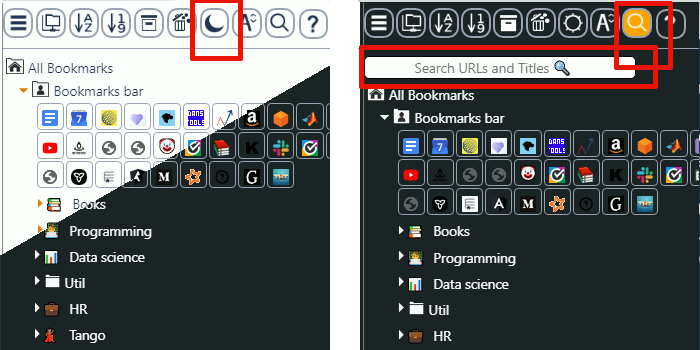 All Bookmarks
Bookmarks bar
Books
Programming
Data science
Util
HR
Tango
Search URLs and Titles
All Bookmarks
Bookmarks bar
Books
Programming
Data science
Util
HR